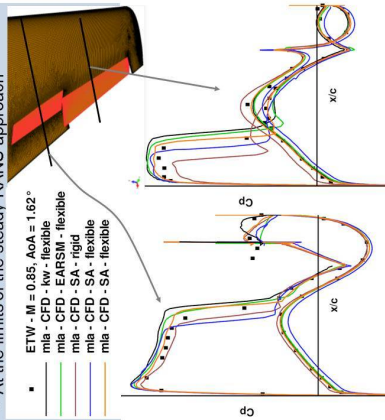 At the limits of the steady RANS approach
ETW - M = 0.85, AoA = 1.62°
mla - CFD - kw - flexible
mla - CFD - EARSM - flexible
mla - CFD - SA - rigid
mla - CFD - SA - flexible
mla - CFD - SA - flexible
Cp
x/c
Cp
x/c